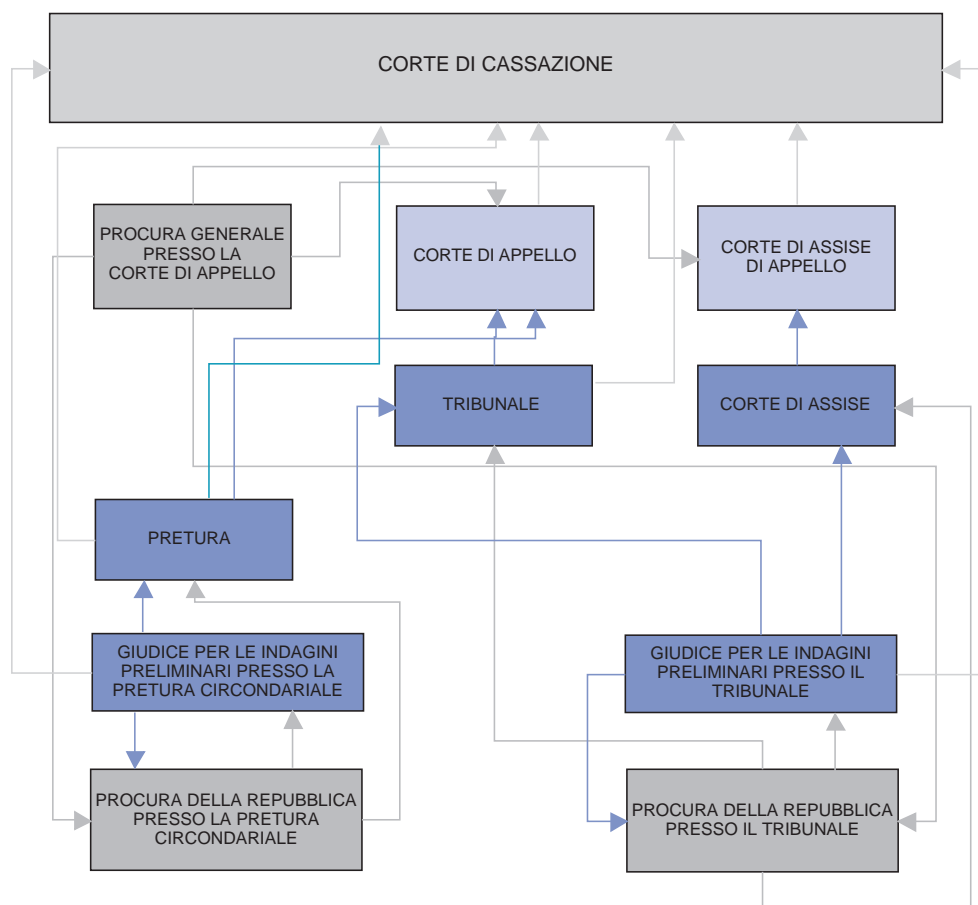 CORTE DI CASSAZIONE
PROCURA GENERALE
PRESSO LA
CORTE DI APPELLO
CORTE DI APPELLO
CORTE DI ASSISE
DI APPELLO
TRIBUNALE
CORTE DI ASSISE
PRETURA
GIUDICE PER LE INDAGINI
PRELIMINARI PRESSO LA
PRETURA CIRCONDARIALE
GIUDICE PER LE INDAGINI
PRELIMINARI PRESSO IL
TRIBUNALE
PROCURA DELLA REPUBBLICA
PRESSO LA PRETURA
CIRCONDARIALE
PROCURA DELLA REPUBBLICA
PRESSO IL TRIBUNALE